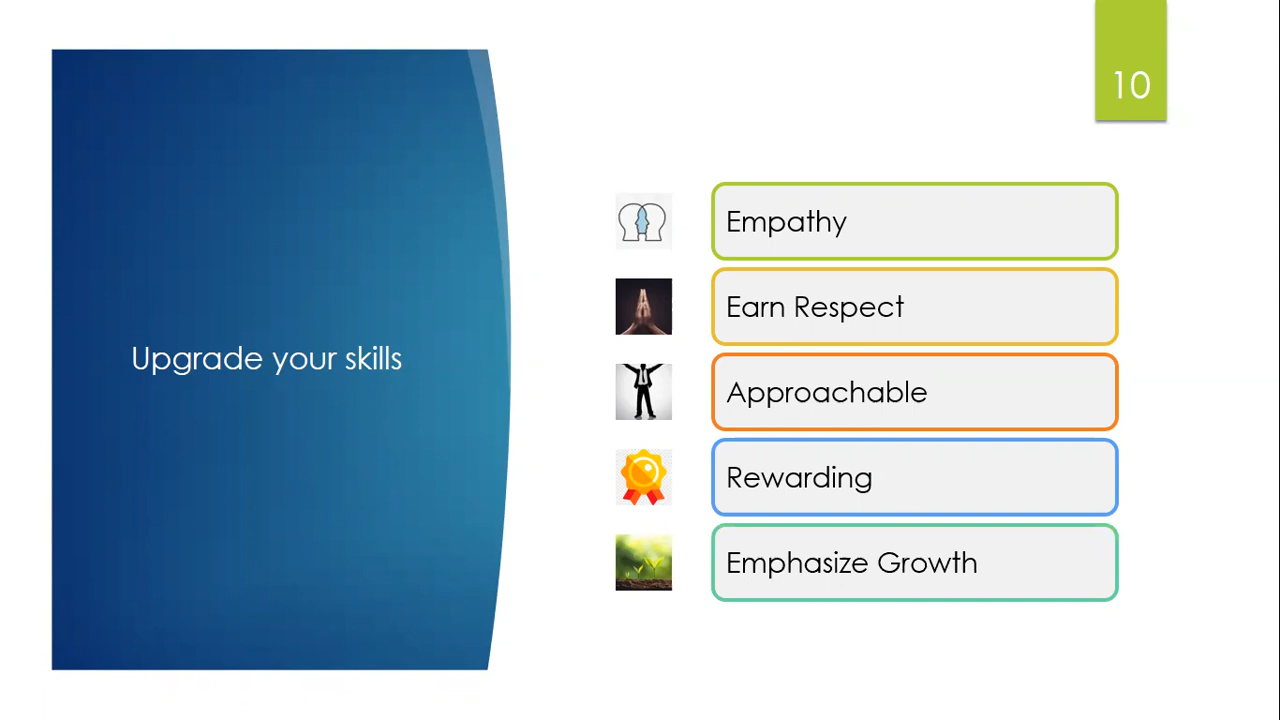 10
Upgrade your skills
Empathy
Earn Respect
Approachable
Rewarding
Emphasize Growth